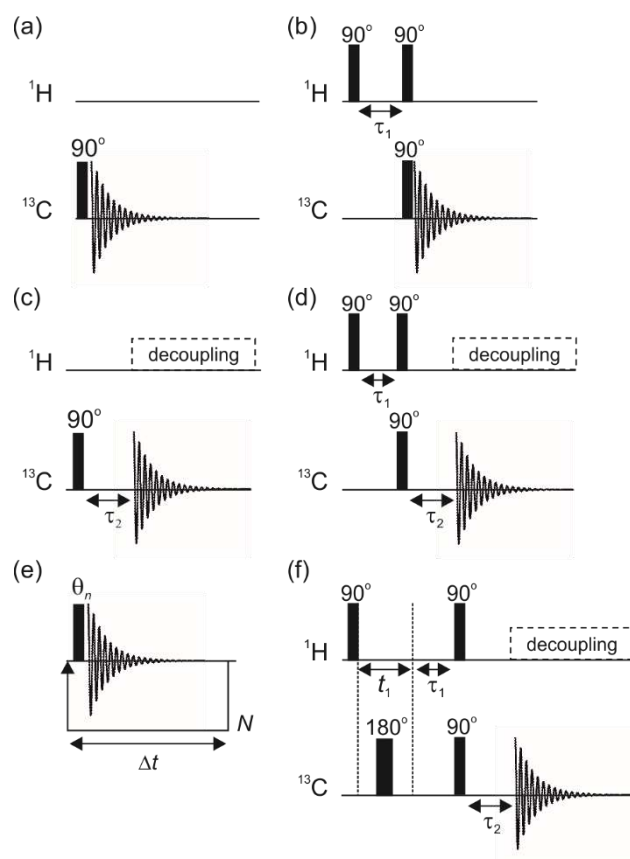 (a)
¹H
90°
¹³C
(b)
90° 90°
¹H
τ₁
90°
¹³C
(c)
¹H
decoupling
90°
¹³C
τ₂
(d)
90° 90°
¹H
decoupling
τ₁
90°
¹³C
τ₂
(e)
θₙ
N
Δt
(f)
90° 90°
¹H
decoupling
t₁ τ₁
180° 90°
¹³C
τ₂